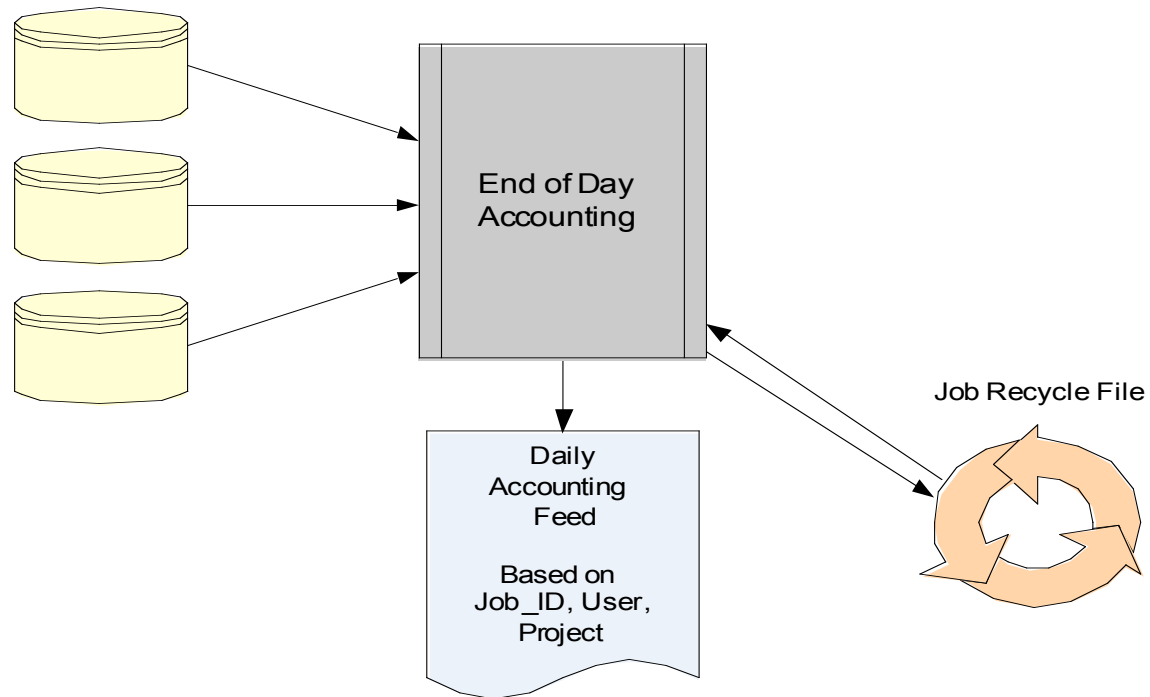 End of Day
Accounting
Job Recycle File
Daily
Accounting
Feed
Based on
Job_ID, User,
Project